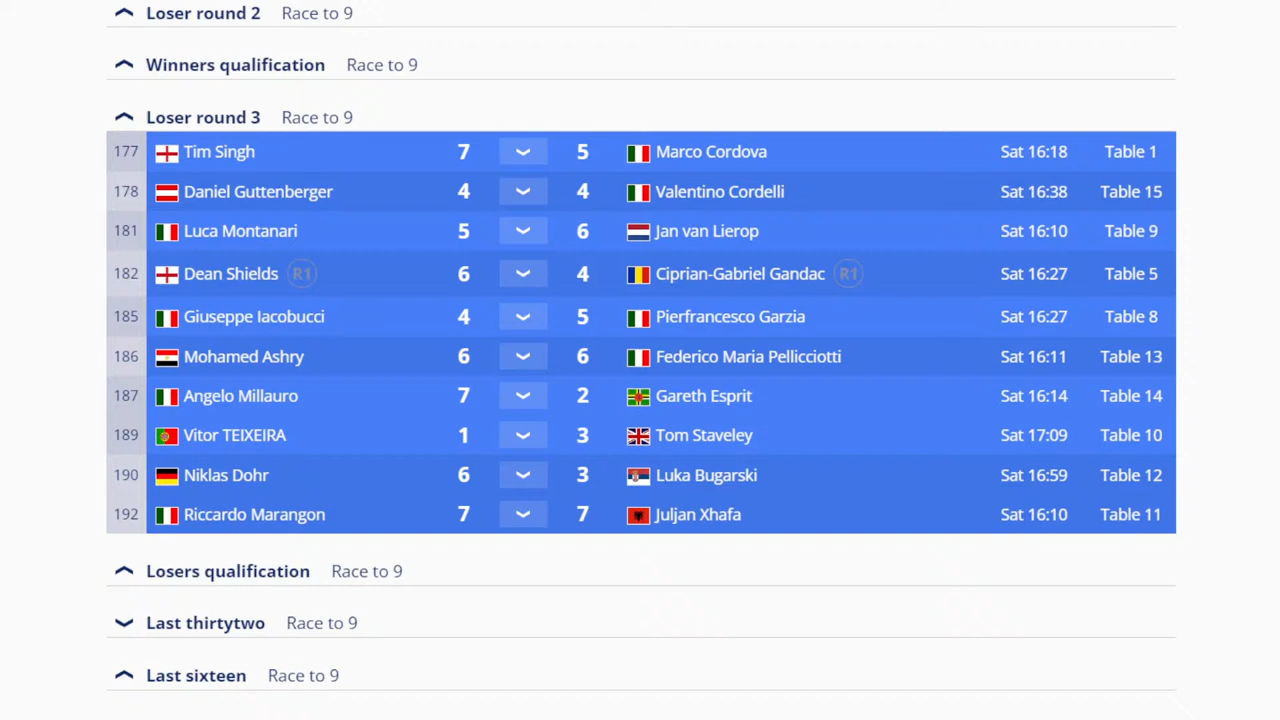 Loser round 2 Race to 9
Winners qualification Race to 9
Loser round 3 Race to 9
177 Tim Singh 7 5 Marco Cordova Sat 16:18 Table 1
178 Daniel Guttenberger 4 4 Valentino Cordelli Sat 16:38 Table 15
181 Luca Montanari 5 6 Jan van Lierop Sat 16:10 Table 9
182 Dean Shields R1 6 4 Ciprian-Gabriel Gandac R1 Sat 16:27 Table 5
185 Giuseppe Iacobucci 4 5 Pierfrancesco Garzia Sat 16:27 Table 8
186 Mohamed Ashry 6 6 Federico Maria Pellicciotti Sat 16:11 Table 13
187 Angelo Millauro 7 2 Gareth Esprit Sat 16:14 Table 14
189 Vitor TEIXEIRA 1 3 Tom Staveley Sat 17:09 Table 10
190 Niklas Dohr 6 3 Luka Bugarski Sat 16:59 Table 12
192 Riccardo Marangon 7 7 Juljan Xhafa Sat 16:10 Table 11
Losers qualification Race to 9
Last thirtytwo Race to 9
Last sixteen Race to 9